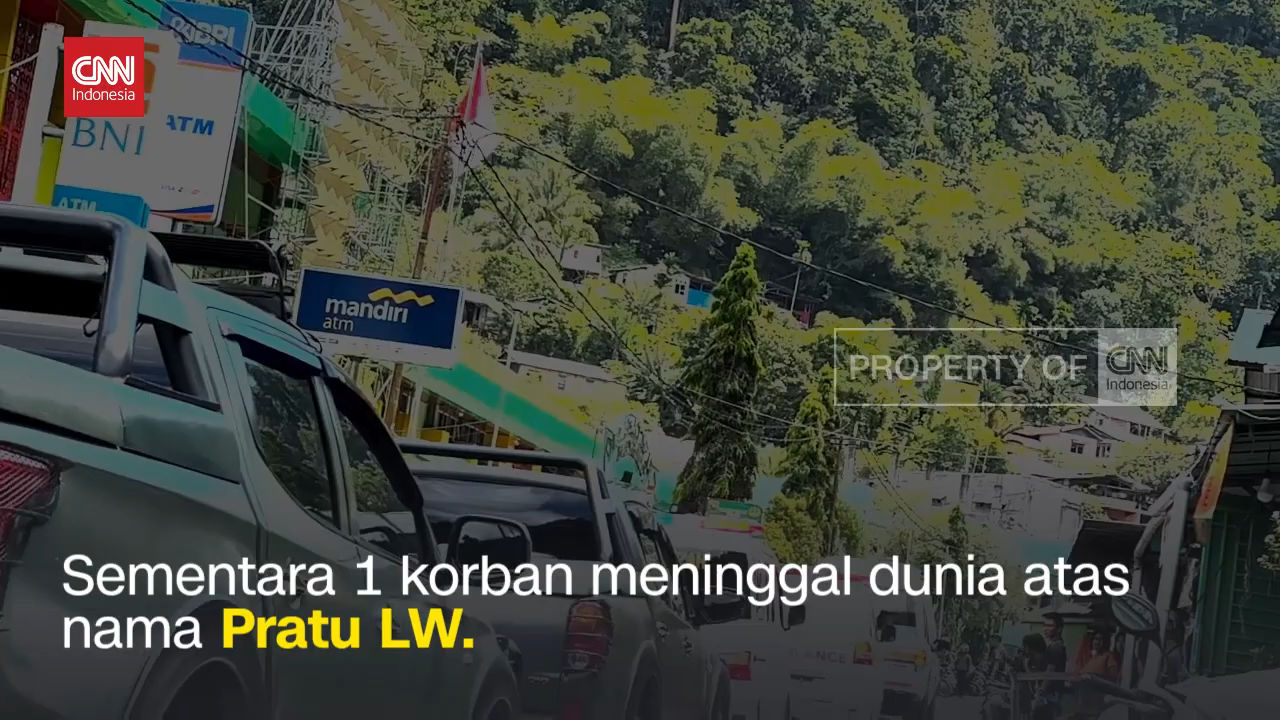 CNN
Indonesia
BRI
BNI
ATM
ATM
mandiri
atm
PROPERTY OF CNN
Indonesia
Sementara 1 korban meninggal dunia atas
nama Pratu LW.